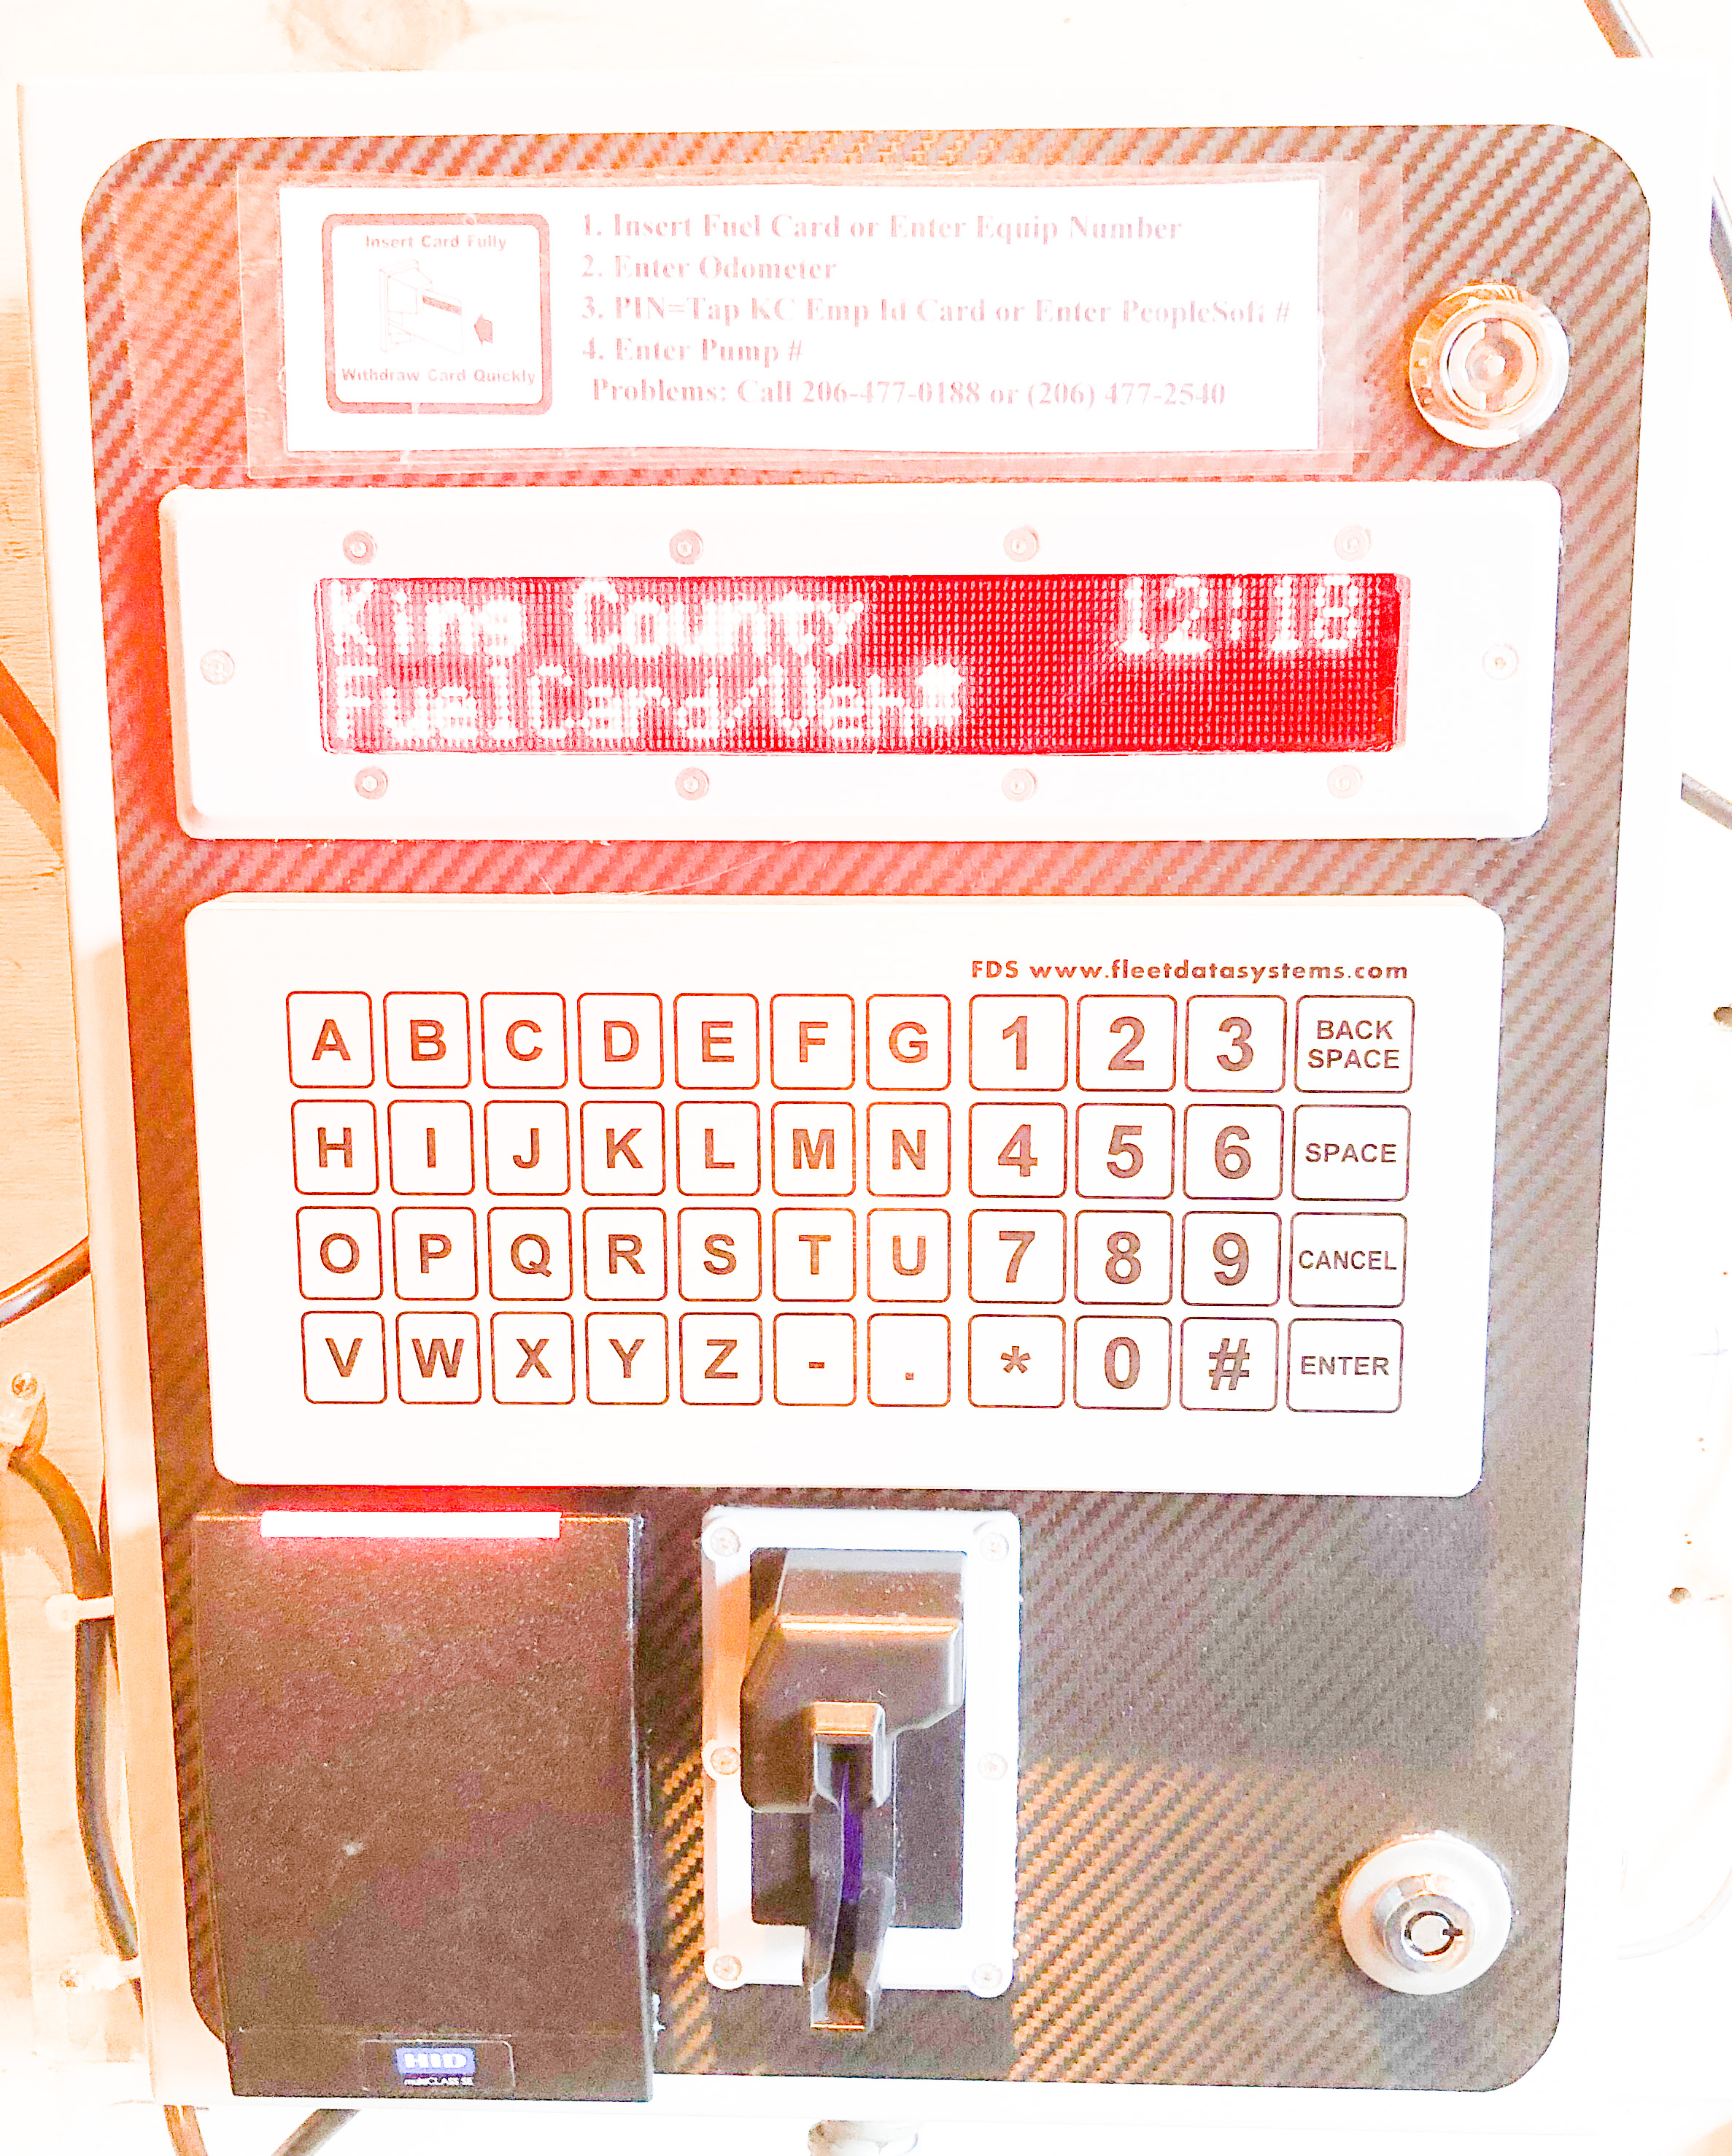 Insert Card Fully
Withdraw Card Quickly
1. Insert Fuel Card or Enter Equip Number
2. Enter Odometer
3. PIN=Tap KC Emp Id Card or Enter PeopleSoft #
4. Enter Pump #
Problems: Call 206-477-0188 or (206) 477-2540
King County 12:18
FuelCard/Veh#
FDS www.fleetdatasystems.com
A B C D E F G 1 2 3 BACK SPACE
H I J K L M N 4 5 6 SPACE
O P Q R S T U 7 8 9 CANCEL
V W X Y Z - . * 0 # ENTER
HID